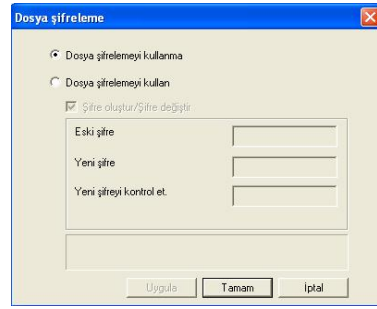 Dosya şifreleme
Dosya şifrelemeyi kullanma
Dosya şifrelemeyi kullan
Şifre oluştur/Şifre değiştir
Eski şifre
Yeni şifre
Yeni şifreyi kontrol et.
Uygula
Tamam
İptal